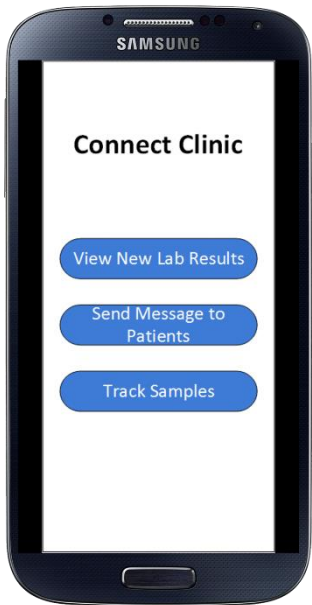 SAMSUNG
Connect Clinic
View New Lab Results
Send Message to
Patients
Track Samples